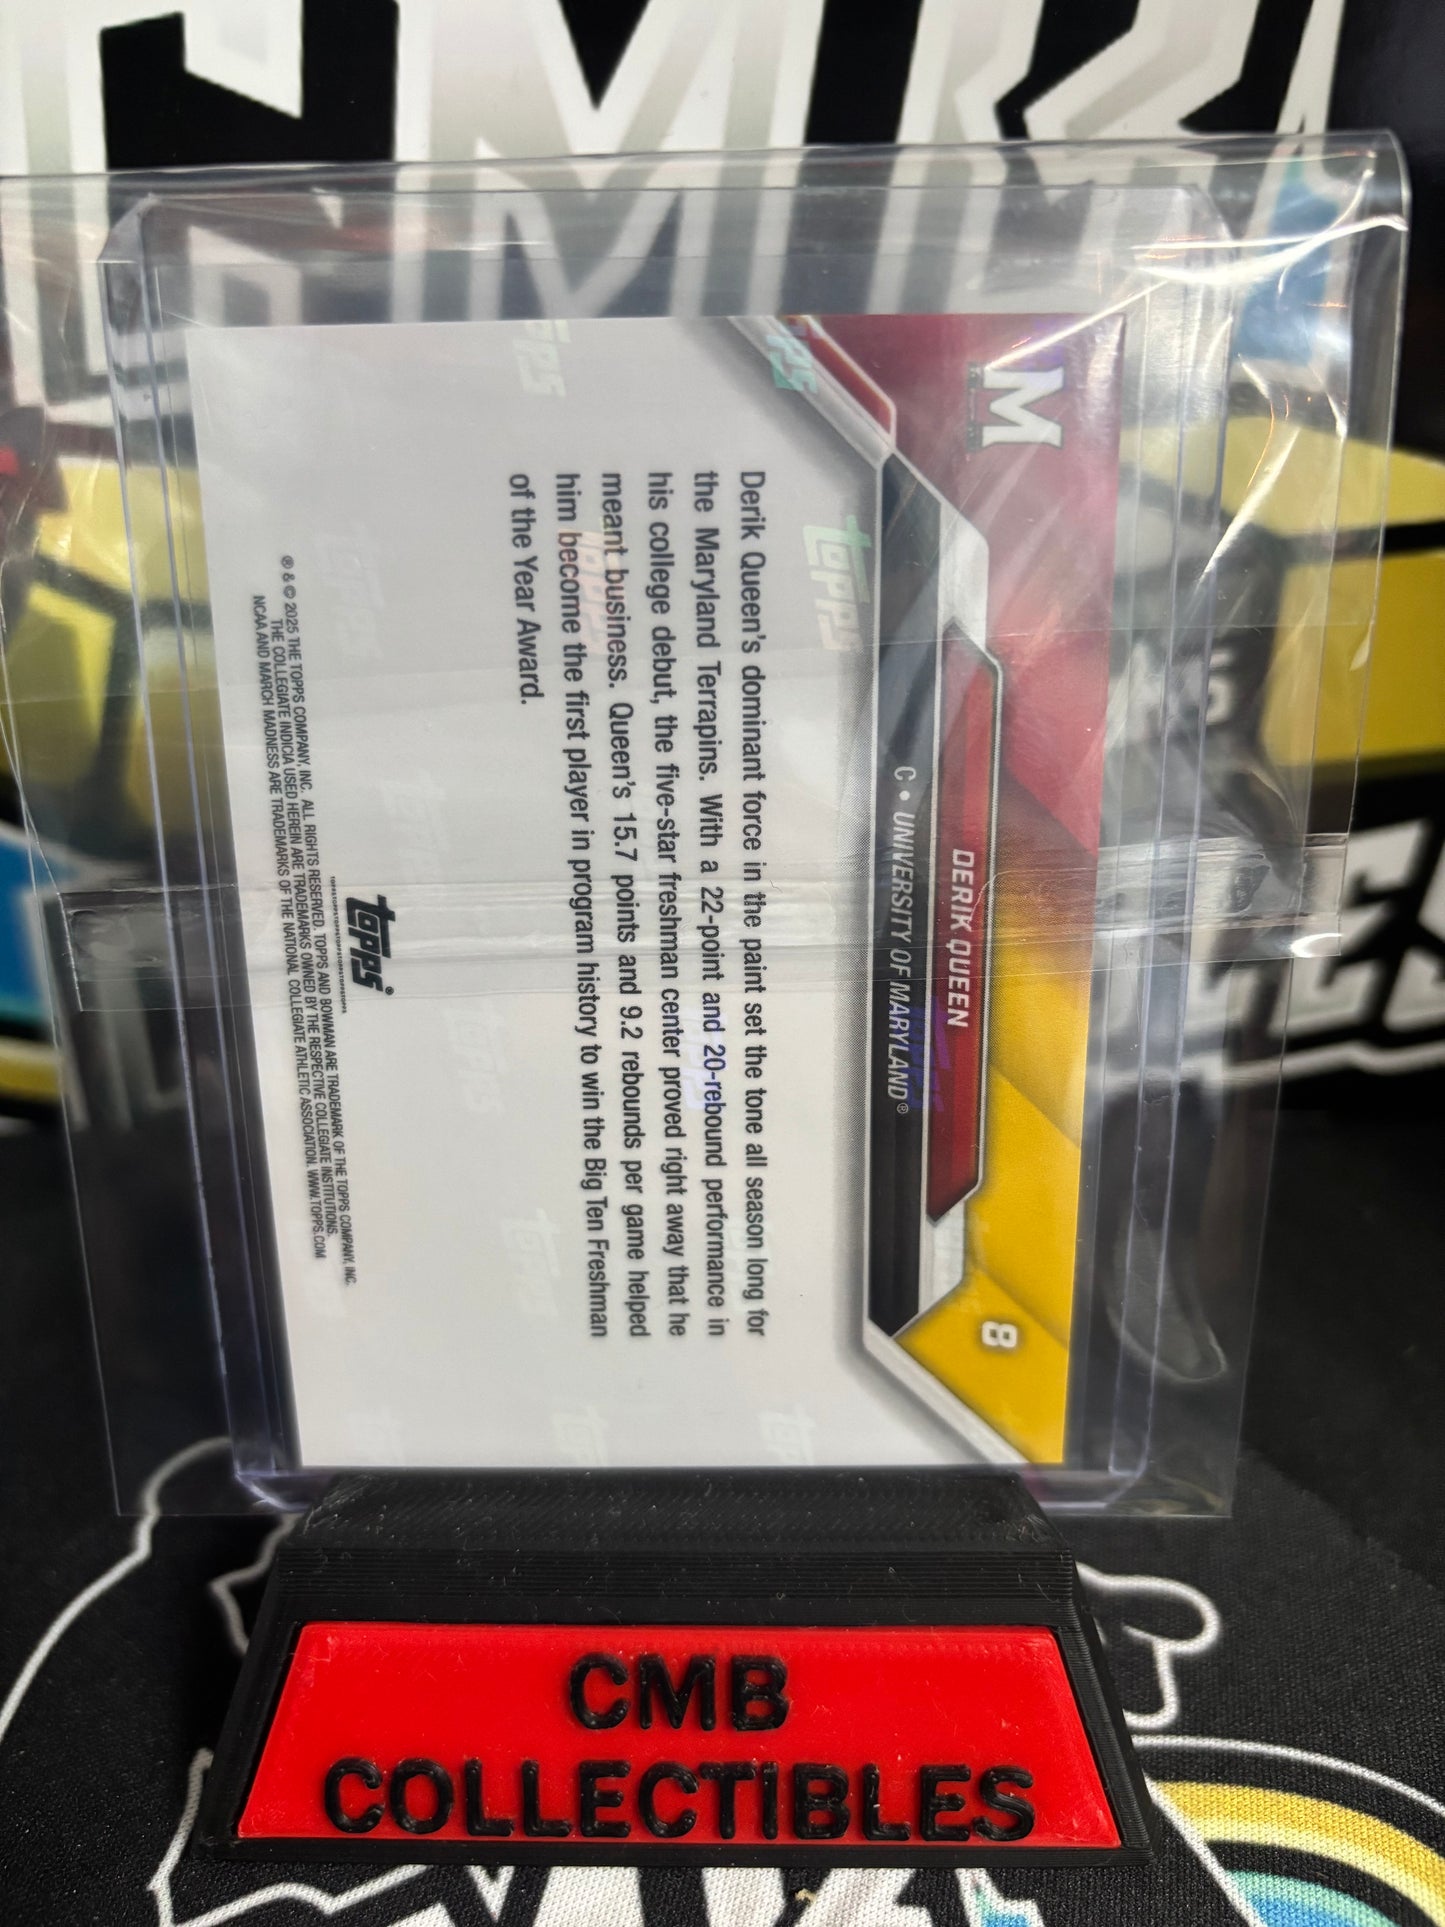 M
8
DERIK QUEEN
C • UNIVERSITY OF MARYLAND®
Derik Queen's dominant force in the paint set the tone all season long for
the Maryland Terrapins. With a 22-point and 20-rebound performance in
his college debut, the five-star freshman center proved right away that he
meant business. Queen's 15.7 points and 9.2 rebounds per game helped
him become the first player in program history to win the Big Ten Freshman
of the Year Award.
topps®
® & © 2025 THE TOPPS COMPANY, INC. ALL RIGHTS RESERVED. TOPPS AND BOWMAN ARE TRADEMARK OF THE TOPPS COMPANY, INC.
THE COLLEGIATE INDICIA USED HEREIN ARE TRADEMARKS OWNED BY THE RESPECTIVE COLLEGIATE INSTITUTIONS.
NCAA AND MARCH MADNESS ARE TRADEMARKS OF THE NATIONAL COLLEGIATE ATHLETIC ASSOCIATION. WWW.TOPPS.COM
CMB
COLLECTIBLES